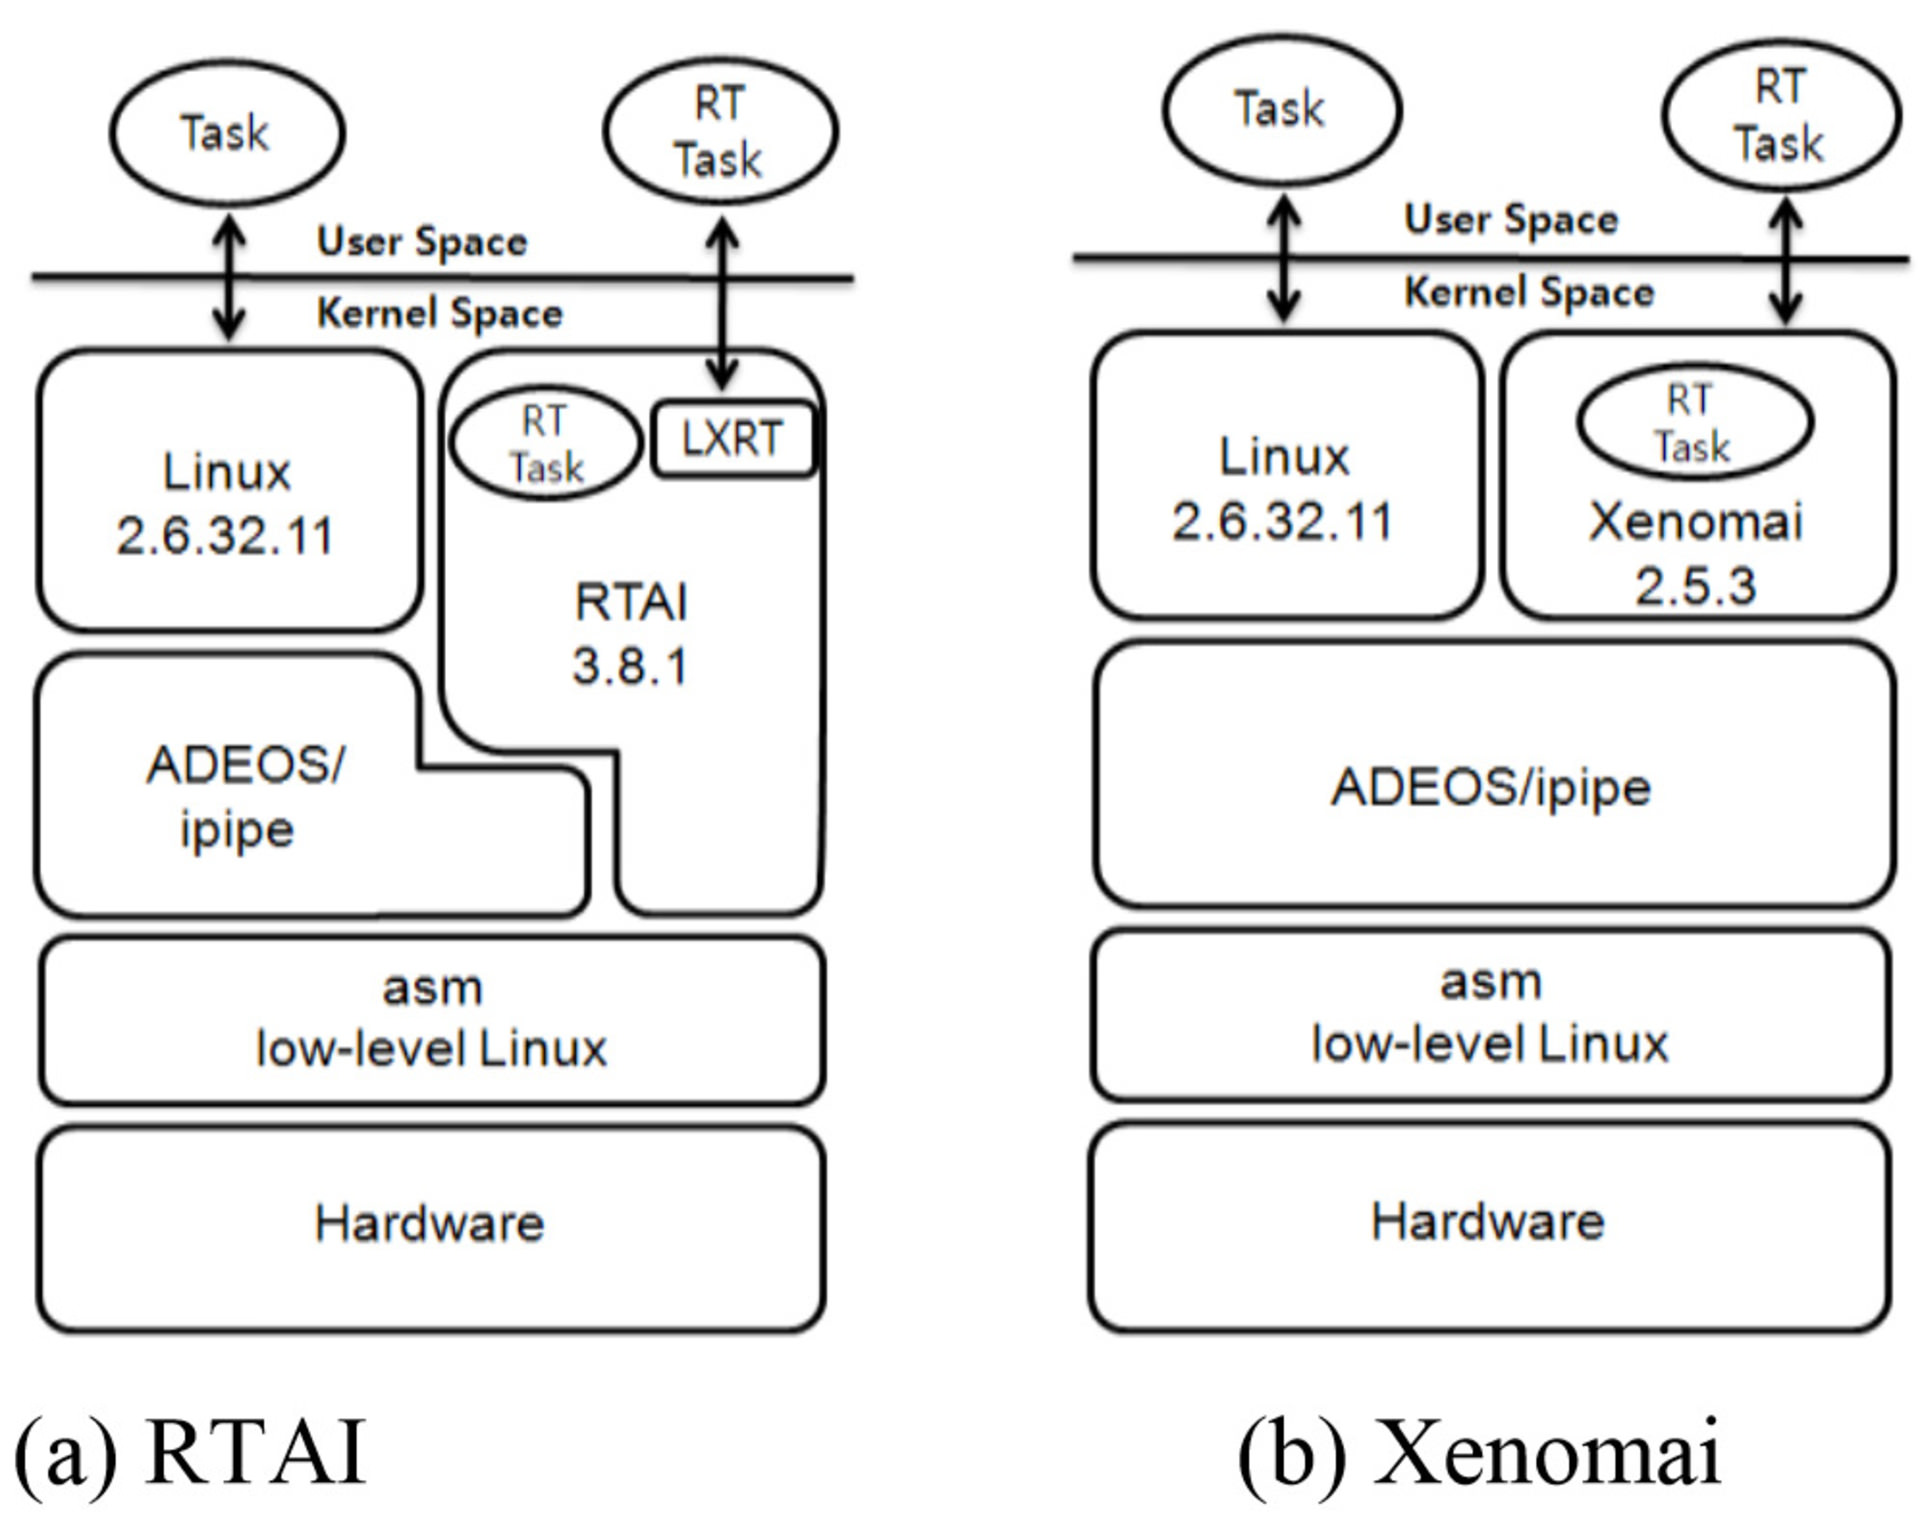 Task
RT
Task
User Space
Kernel Space
Linux
2.6.32.11
RT
Task
LXRT
RTAI
3.8.1
ADEOS/
ipipe
asm
low-level Linux
Hardware
(a) RTAI
Task
RT
Task
User Space
Kernel Space
Linux
2.6.32.11
RT
Task
Xenomai
2.5.3
ADEOS/ipipe
asm
low-level Linux
Hardware
(b) Xenomai